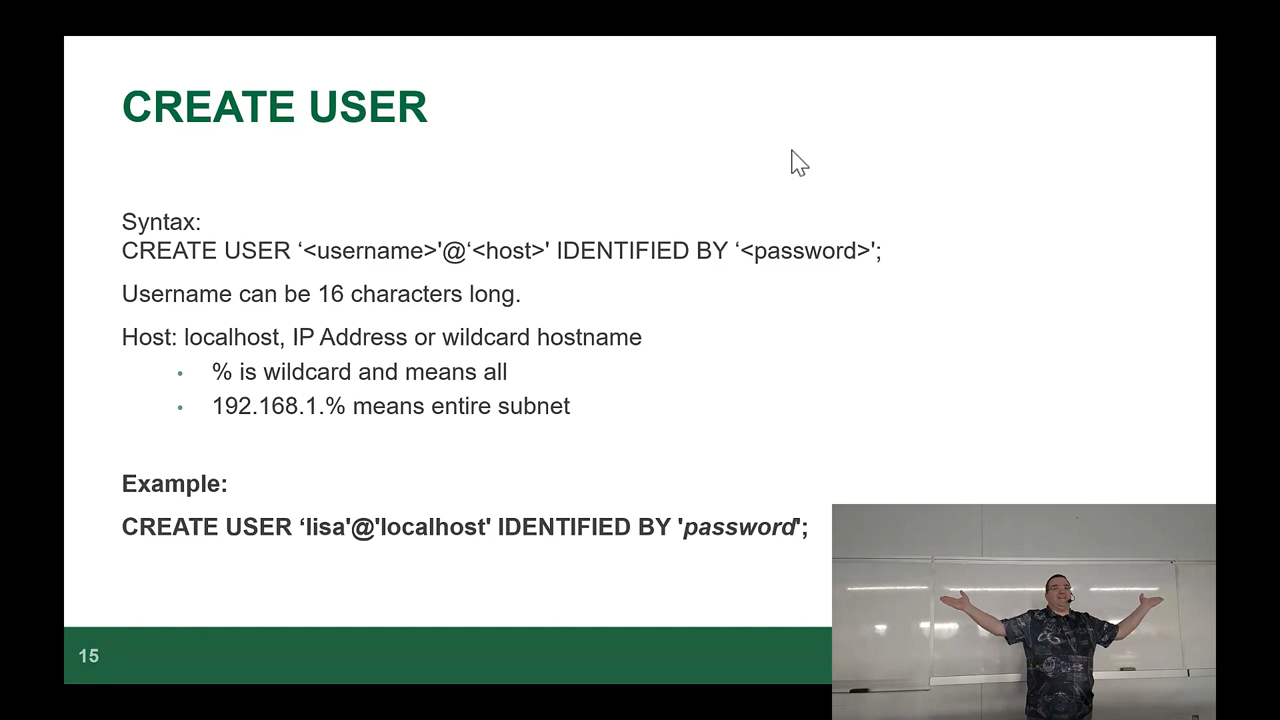 CREATE USER
Syntax:
CREATE USER ‘<username>'@‘<host>' IDENTIFIED BY ‘<password>';
Username can be 16 characters long.
Host: localhost, IP Address or wildcard hostname
• % is wildcard and means all
• 192.168.1.% means entire subnet
Example:
CREATE USER ‘lisa'@'localhost' IDENTIFIED BY 'password';
15